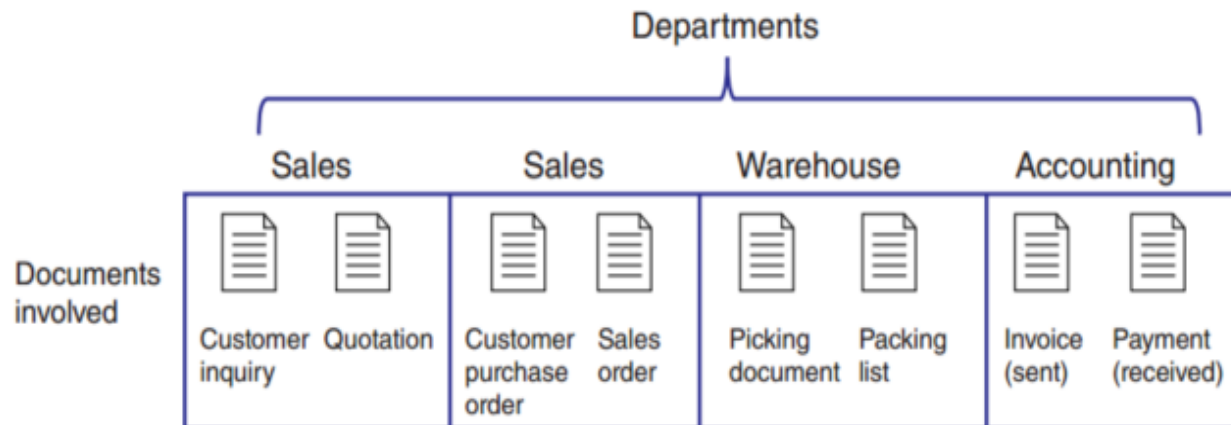 Departments
Sales Sales Warehouse Accounting
Documents
involved
Customer
inquiry
Quotation
Customer
purchase
order
Sales
order
Picking
document
Packing
list
Invoice
(sent)
Payment
(received)